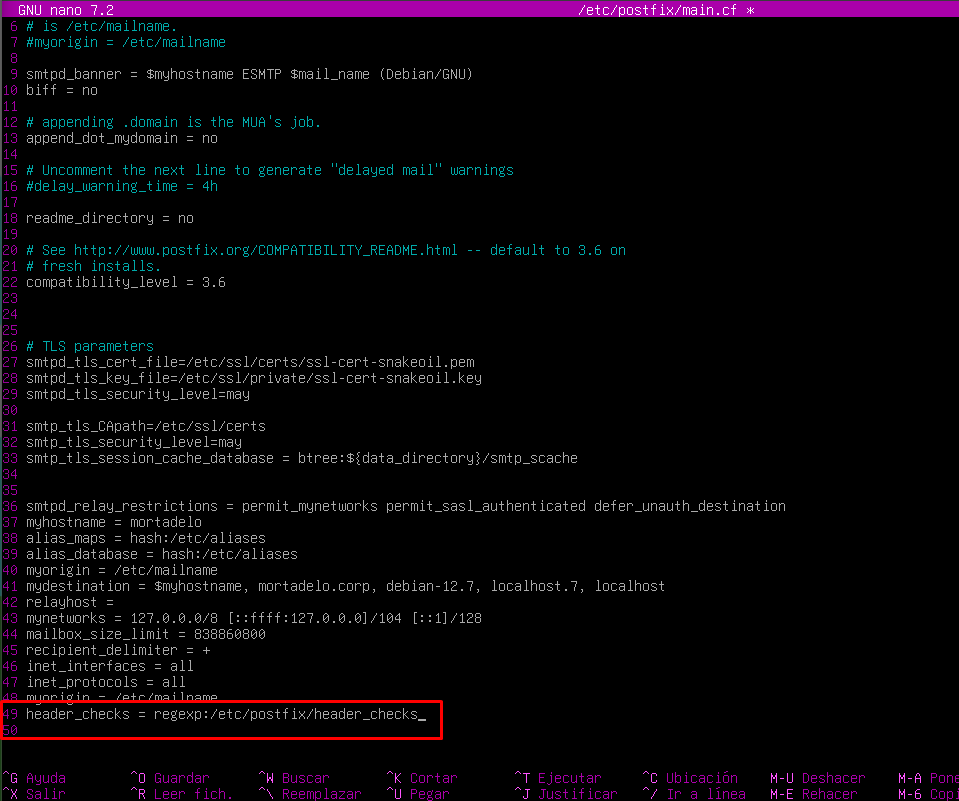 GNU nano 7.2 /etc/postfix/main.cf *
6 # is /etc/mailname.
7 #myorigin = /etc/mailname
8
9 smtpd_banner = $myhostname ESMTP $mail_name (Debian/GNU)
10 biff = no
11
12 # appending .domain is the MUA's job.
13 append_dot_mydomain = no
14
15 # Uncomment the next line to generate "delayed mail" warnings
16 #delay_warning_time = 4h
17
18 readme_directory = no
19
20 # See http://www.postfix.org/COMPATIBILITY_README.html -- default to 3.6 on
21 # fresh installs.
22 compatibility_level = 3.6
23
24
25
26 # TLS parameters
27 smtpd_tls_cert_file=/etc/ssl/certs/ssl-cert-snakeoil.pem
28 smtpd_tls_key_file=/etc/ssl/private/ssl-cert-snakeoil.key
29 smtpd_tls_security_level=may
30
31 smtp_tls_CApath=/etc/ssl/certs
32 smtp_tls_security_level=may
33 smtp_tls_session_cache_database = btree:${data_directory}/smtp_scache
34
35
36 smtpd_relay_restrictions = permit_mynetworks permit_sasl_authenticated defer_unauth_destination
37 myhostname = mortadelo
38 alias_maps = hash:/etc/aliases
39 alias_database = hash:/etc/aliases
40 myorigin = /etc/mailname
41 mydestination = $myhostname, mortadelo.corp, debian-12.7, localhost.7, localhost
42 relayhost =
43 mynetworks = 127.0.0.0/8 [::ffff:127.0.0.0]/104 [::1]/128
44 mailbox_size_limit = 838860800
45 recipient_delimiter = +
46 inet_interfaces = all
47 inet_protocols = all
48 myorigin = /etc/mailname
49 header_checks = regexp:/etc/postfix/header_checks_
50
^G Ayuda ^O Guardar ^W Buscar ^K Cortar ^T Ejecutar ^C Ubicación M-U Deshacer M-A Pone
^X Salir ^R Leer fich. ^\ Reemplazar ^U Pegar ^J Justificar ^/ Ir a línea M-E Rehacer M-6 Copi